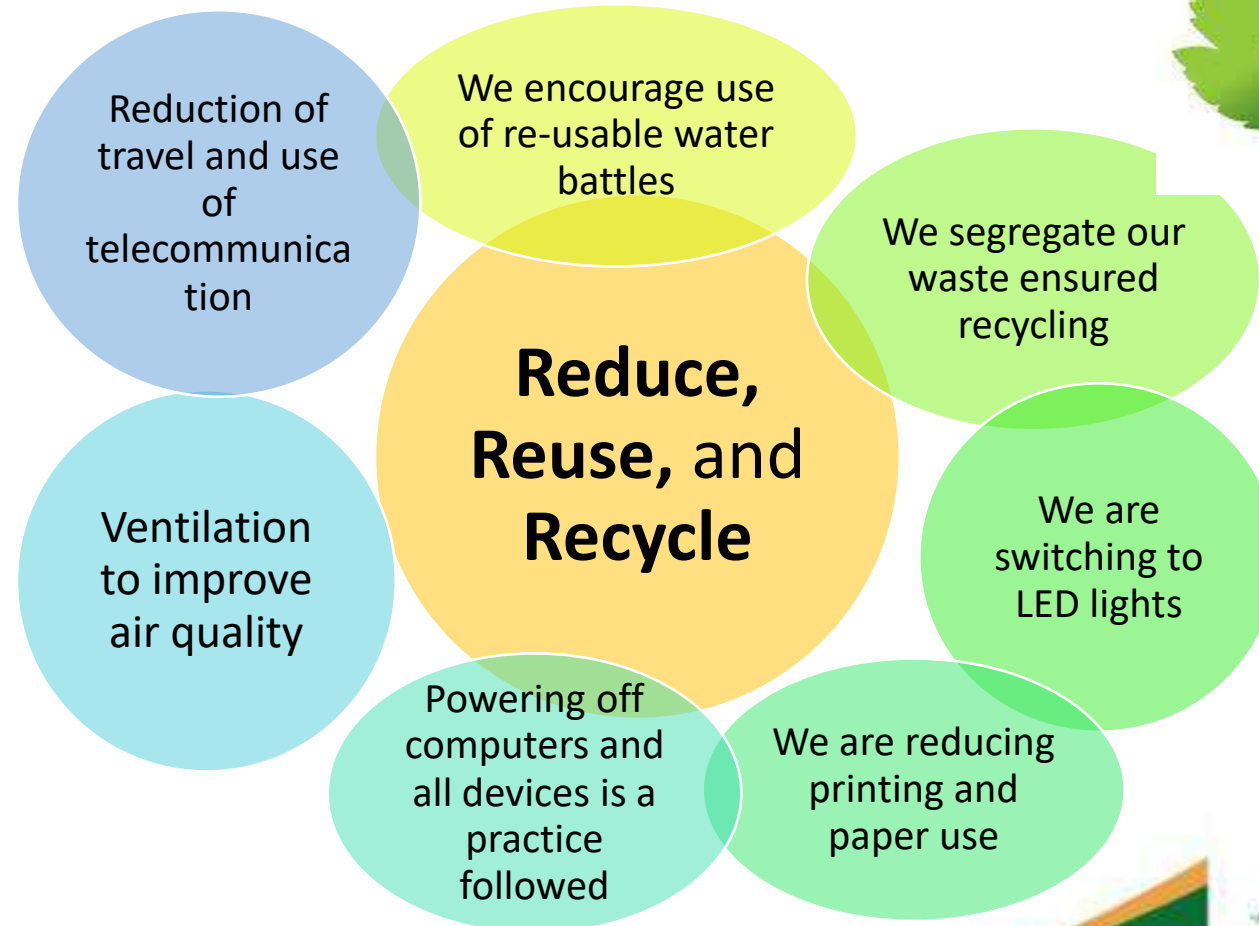 Reduction of
travel and use
of
telecommunica
tion
We encourage use
of re-usable water
battles
We segregate our
waste ensured
recycling
Reduce,
Reuse, and
Recycle
We are
switching to
LED lights
Ventilation
to improve
air quality
Powering off
computers and
all devices is a
practice
followed
We are reducing
printing and
paper use